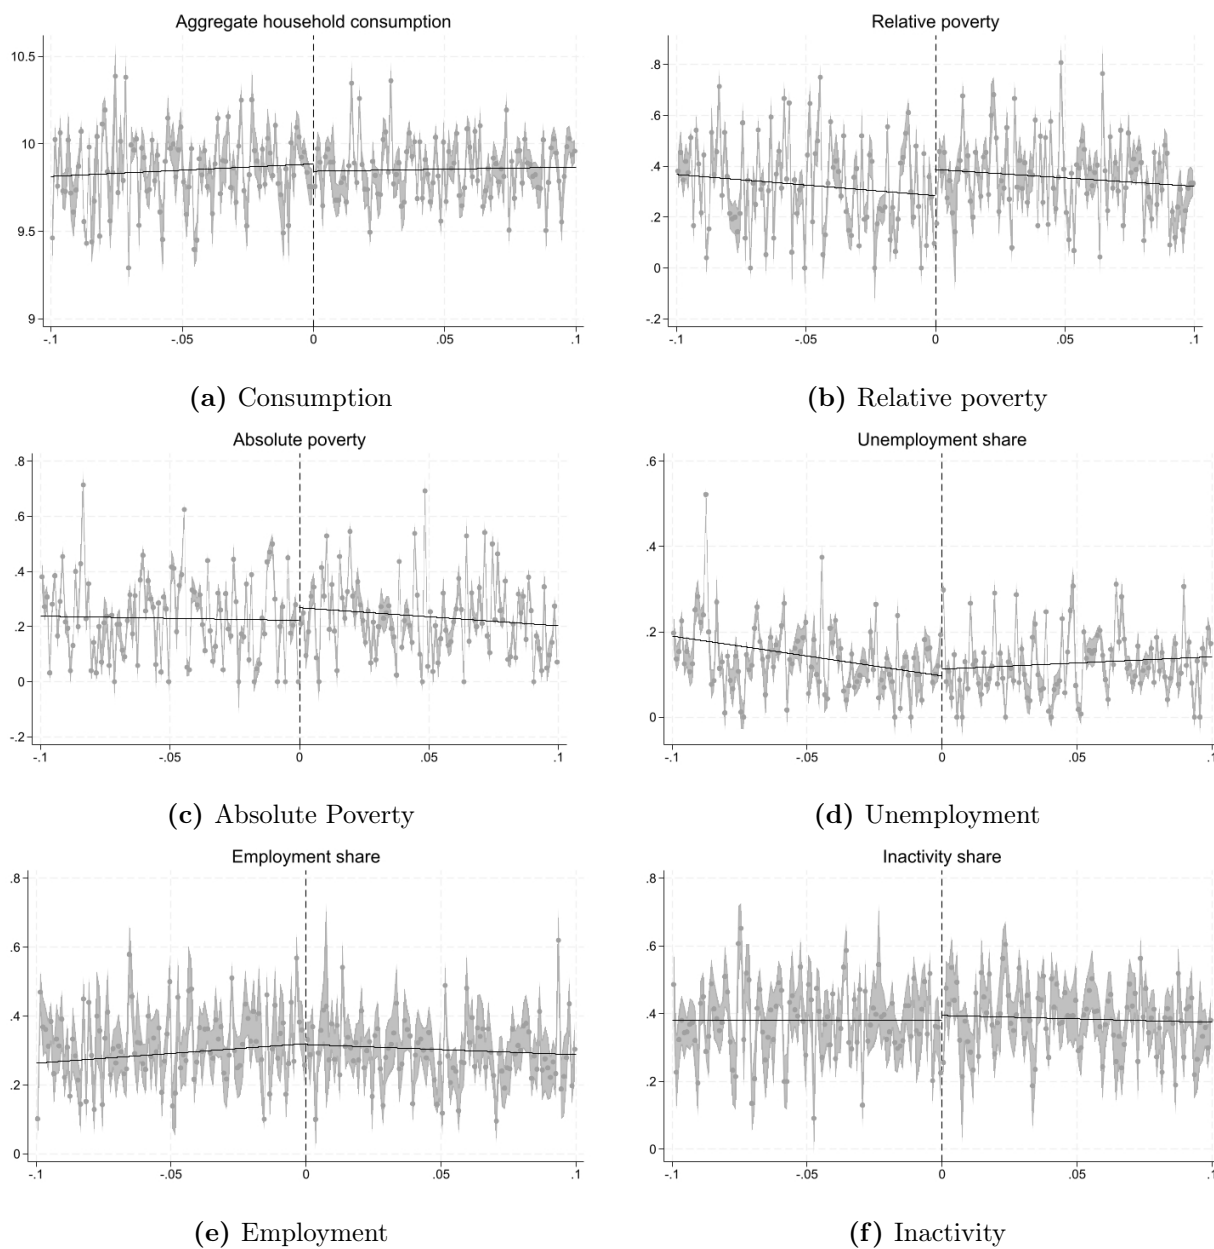 Aggregate household consumption
10.5
10
9.5
9
-.1 -.05 0 .05 .1
(a) Consumption
Relative poverty
.8
.6
.4
.2
0
-.2
-.1 -.05 0 .05 .1
(b) Relative poverty
Absolute poverty
.8
.6
.4
.2
0
-.2
-.1 -.05 0 .05 .1
(c) Absolute Poverty
Unemployment share
.6
.4
.2
0
-.1 -.05 0 .05 .1
(d) Unemployment
Employment share
.8
.6
.4
.2
0
-.1 -.05 0 .05 .1
(e) Employment
Inactivity share
.8
.6
.4
.2
0
-.1 -.05 0 .05 .1
(f) Inactivity